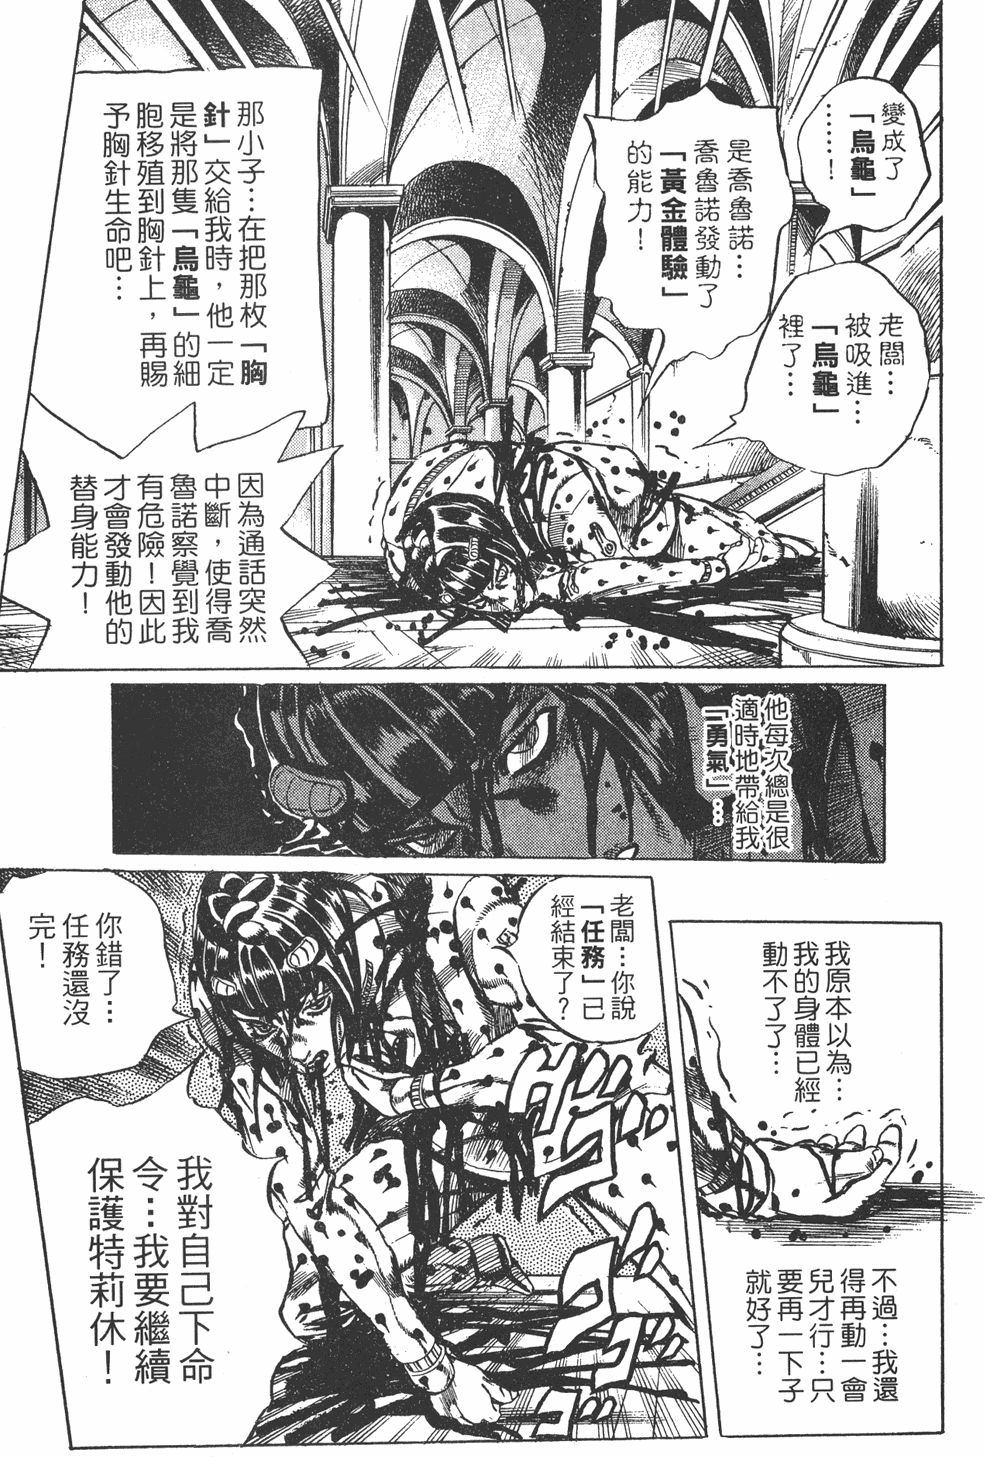 變成了
「烏龜」
……！
老闆…
被吸進…
「烏龜」
裡了…
是喬魯諾…
喬魯諾發動了
「黃金體驗」
的能力！
那小子…在把那枚「胸
針」交給我時，他一定
是將那隻「烏龜」的細
胞移殖到胸針上，再賜
予胸針生命吧…
因為通話突然
中斷，使得喬
魯諾察覺到我
有危險！因此
才會發動他的
替身能力！
他每次總是很
適時地帶給我
「勇氣」…
我原本以為…
我的身體已經
動不了了…
不過…我還
得再動一會
兒才行…只
要再一下子
就好了…
老闆…你說
「任務」已
經結束了？
ゴゴゴ
ゴゴゴ
你錯了…
任務還沒
完！
我對自己下命
令…我要繼續
保護特莉休！